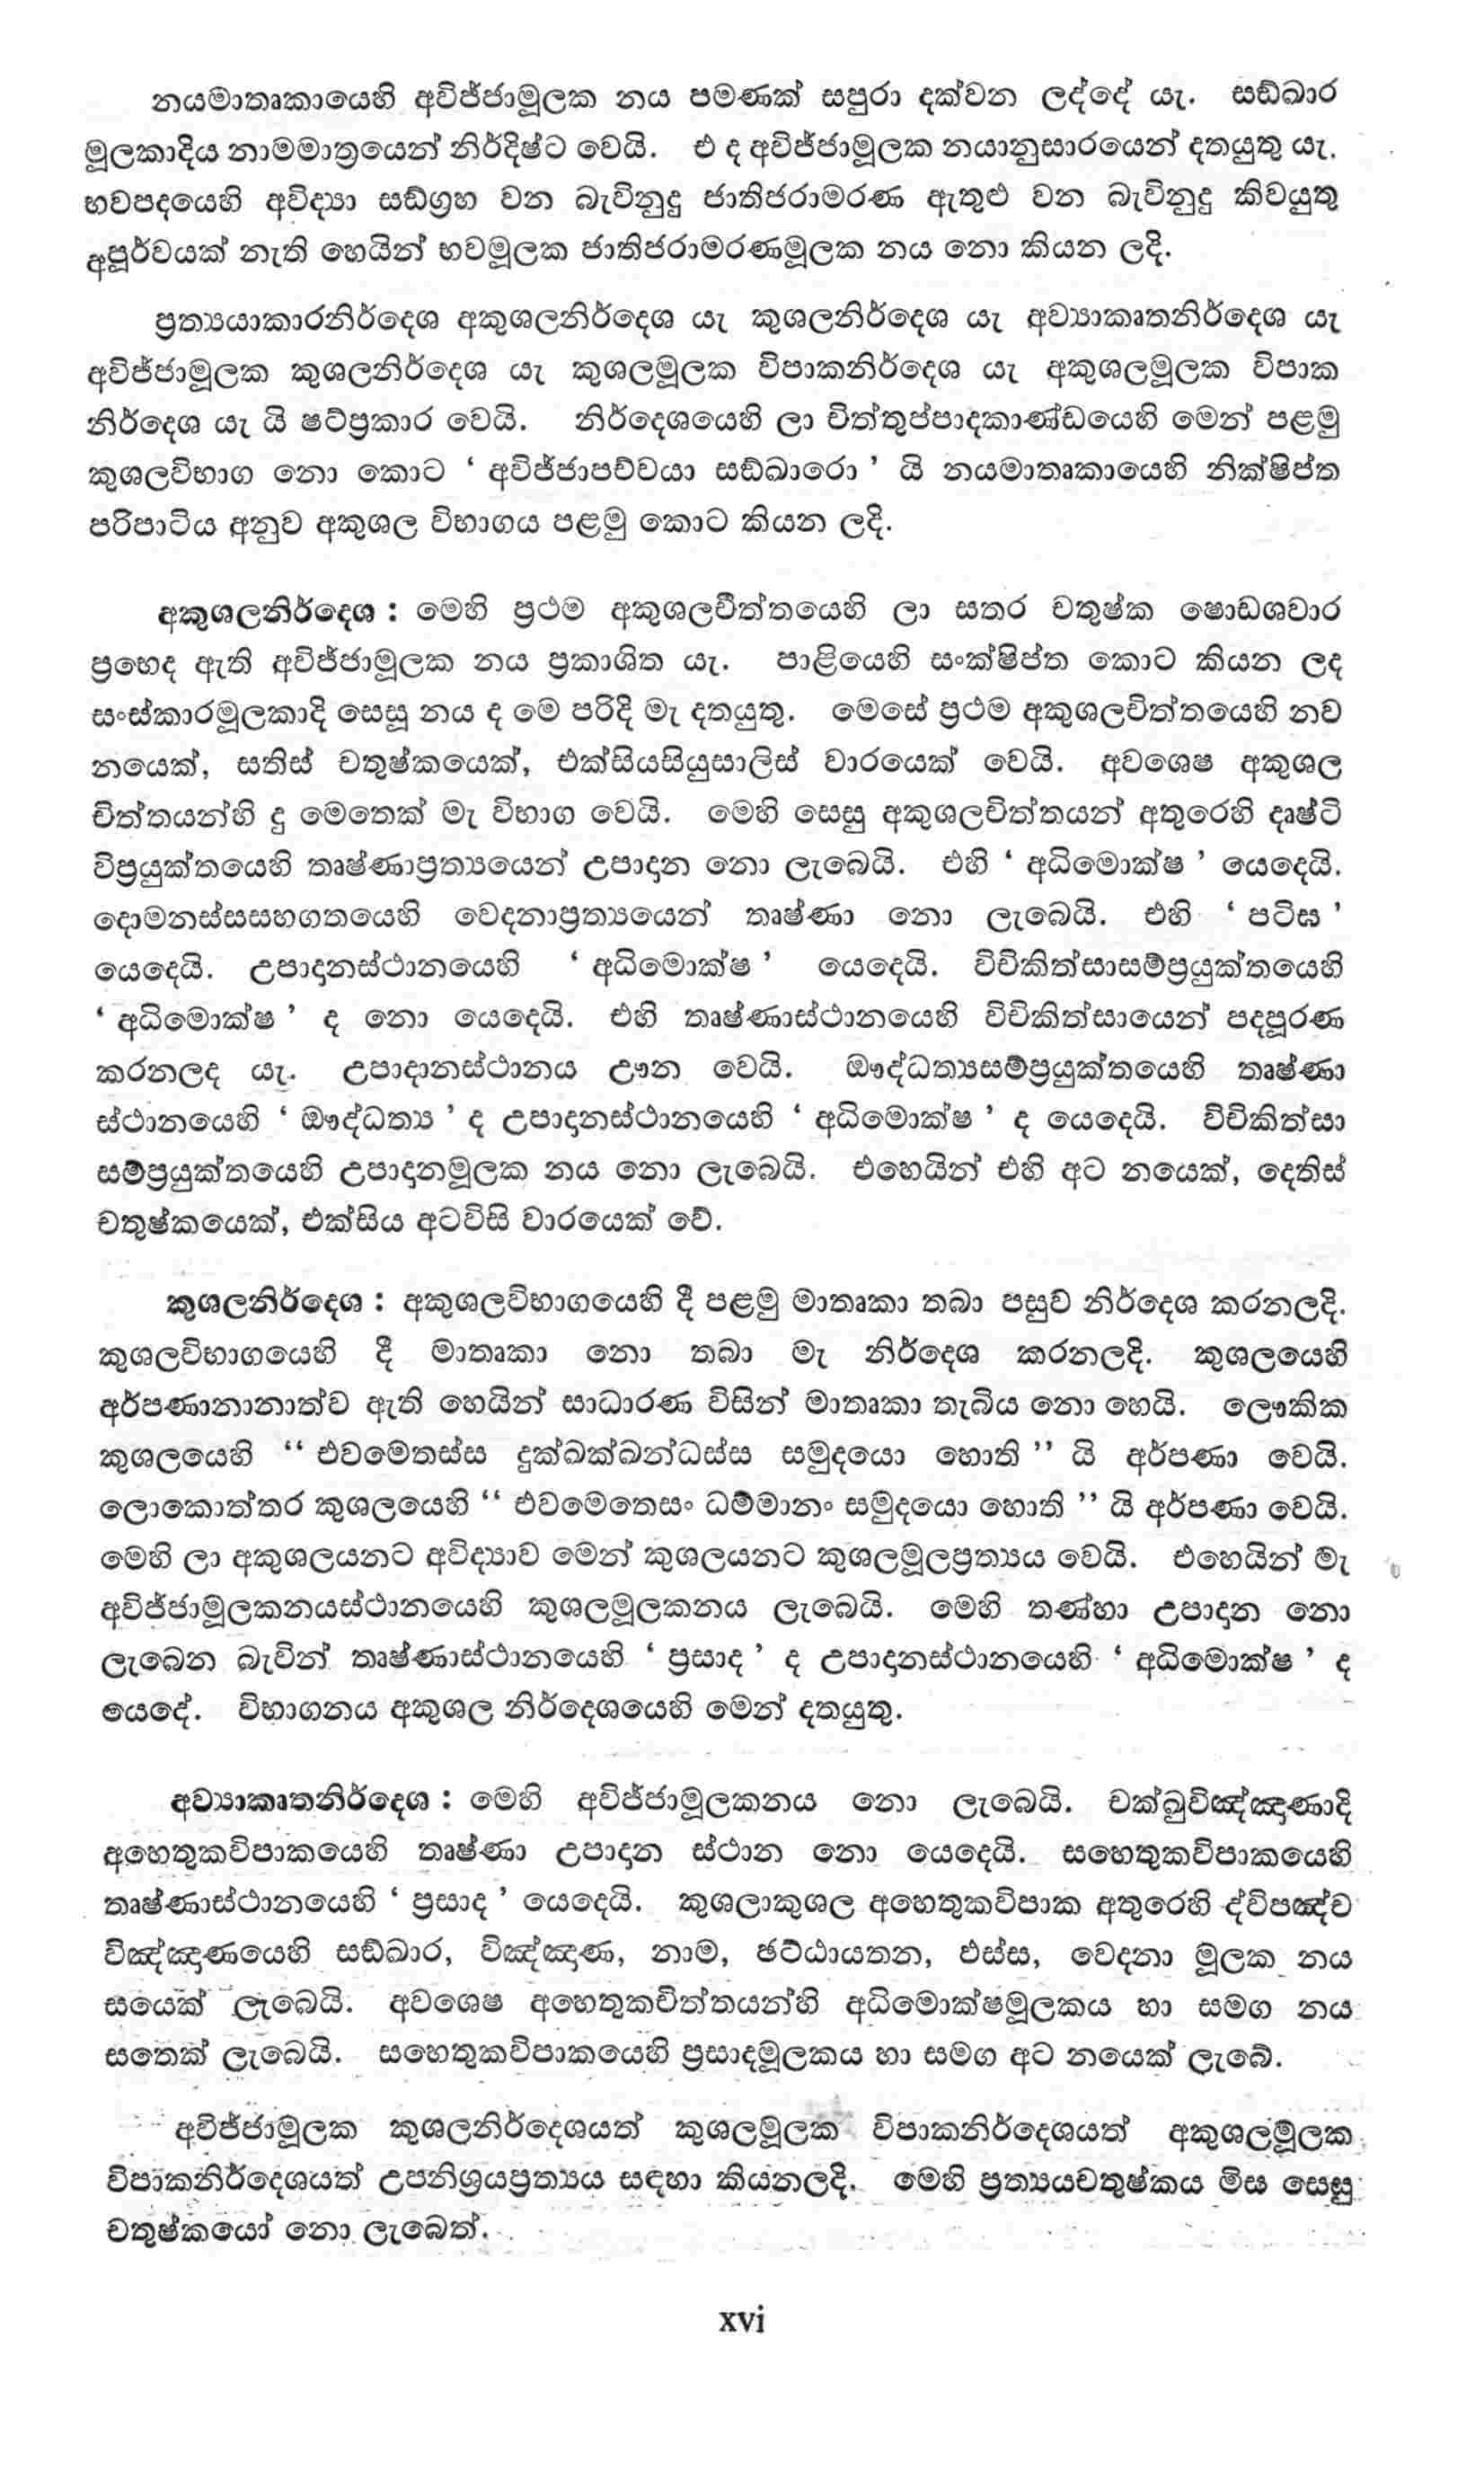 නයමාතෘකායෙහි අවිජ්ජාමූලක නය පමණක් සපුරා දක්වන ලද්දේ යැ. සඞ්ඛාර
මූලකාදිය නාමමාත්‍රයෙන් නිර්දිෂ්ට වෙයි. එ ද අවිජ්ජාමූලක නයානුසාරයෙන් දතයුතු යැ.
භවපදයෙහි අවිද්‍යා සඞ්ග්‍රහ වන බැවිනුදු ජාතිජරාමරණ ඇතුළු වන බැවිනුදු කිවයුතු
අපූර්වයක් නැති හෙයින් භවමූලක ජාතිජරාමරණමූලක නය නො කියන ලදි.
ප්‍රත්‍යයාකාරනිර්දෙශ අකුශලනිර්දෙශ යැ කුශලනිර්දෙශ යැ අව්‍යාකෘතනිර්දෙශ යැ
අවිජ්ජාමූලක කුශලනිර්දෙශ යැ කුශලමූලක විපාකනිර්දෙශ යැ අකුශලමූලක විපාක
නිර්දෙශ යැ යි ෂට්ප්‍රකාර වෙයි. නිර්දෙශයෙහි ලා චිත්තුප්පාදකාණ්ඩයෙහි මෙන් පළමු
කුශලවිභාග නො කොට ‘ අවිජ්ජාපච්චයා සඞ්ඛාරො ’ යි නයමාතෘකායෙහි නික්ෂිප්ත
පරිපාටිය අනුව අකුශල විභාගය පළමු කොට කියන ලදි.
අකුශලනිර්දෙශ : මෙහි ප්‍රථම අකුශලචිත්තයෙහි ලා සතර චතුෂ්ක ෂොඩශවාර
ප්‍රභෙද ඇති අවිජ්ජාමූලක නය ප්‍රකාශිත යැ. පාළියෙහි සංක්ෂිප්ත කොට කියන ලද
සංස්කාරමූලකාදි සෙසූ නය ද මෙ පරිදි මැ දතයුතු. මෙසේ ප්‍රථම අකුශලචිත්තයෙහි නව
නයෙක්, සතිස් චතුෂ්කයෙක්, එක්සියසියුසාලිස් වාරයෙක් වෙයි. අවශෙෂ අකුශල
චිත්තයන්හි දු මෙතෙක් මැ විභාග වෙයි. මෙහි සෙසු අකුශලචිත්තයන් අතුරෙහි දෘෂ්ටි
විප්‍රයුක්තයෙහි තෘෂ්ණාප්‍රත්‍යයෙන් උපාදාන නො ලැබෙයි. එහි ‘ අධිමොක්ෂ ’ යෙදෙයි.
දොමනස්සසහගතයෙහි වෙදනාප්‍රත්‍යයෙන් තෘෂ්ණා නො ලැබෙයි. එහි ‘ පටිඝ ’
යෙදෙයි. උපාදානස්ථානයෙහි ‘ අධිමොක්ෂ ’ යෙදෙයි. විචිකිත්සාසම්ප්‍රයුක්තයෙහි
‘ අධිමොක්ෂ ’ ද නො යෙදෙයි. එහි තෘෂ්ණාස්ථානයෙහි විචිකිත්සායෙන් පදපූරණ
කරනලද යැ. උපාදානස්ථානය ඌන වෙයි. ඖද්ධත්‍යසම්ප්‍රයුක්තයෙහි තෘෂ්ණා
ස්ථානයෙහි ‘ ඖද්ධත්‍ය ’ ද උපාදානස්ථානයෙහි ‘ අධිමොක්ෂ ’ ද යෙදෙයි. විචිකිත්සා
සම්ප්‍රයුක්තයෙහි උපාදානමූලක නය නො ලැබෙයි. එහෙයින් එහි අට නයෙක්, දෙතිස්
චතුෂ්කයෙක්, එක්සිය අටවිසි වාරයෙක් වේ.
කුශලනිර්දෙශ : අකුශලවිභාගයෙහි දී පළමු මාතෘකා තබා පසුව නිර්දෙශ කරනලදි.
කුශලවිභාගයෙහි දී මාතෘකා නො තබා මැ නිර්දෙශ කරනලදි. කුශලයෙහි
අර්පණානානාත්ව ඇති හෙයින් සාධාරණ විසින් මාතෘකා තැබිය නො හෙයි. ලෞකික
කුශලයෙහි “ එවමෙතස්ස දුක්ඛක්ඛන්ධස්ස සමුදයො හොති ” යි අර්පණා වෙයි.
ලොකොත්තර කුශලයෙහි “ එවමෙතෙසං ධම්මානං සමුදයො හොති ” යි අර්පණා වෙයි.
මෙහි ලා අකුශලයනට අවිද්‍යාව මෙන් කුශලයනට කුශලමූලප්‍රත්‍යය වෙයි. එහෙයින් මැ
අවිජ්ජාමූලකනයස්ථානයෙහි කුශලමූලකනය ලැබෙයි. මෙහි තණ්හා උපාදාන නො
ලැබෙන බැවින් තෘෂ්ණාස්ථානයෙහි ‘ ප්‍රසාද ’ ද උපාදානස්ථානයෙහි ‘ අධිමොක්ෂ ’ ද
යෙදේ. විභාගනය අකුශල නිර්දෙශයෙහි මෙන් දතයුතු.
අව්‍යාකෘතනිර්දෙශ : මෙහි අවිජ්ජාමූලකනය නො ලැබෙයි. චක්ඛුවිඤ්ඤාණාදි
අහෙතුකවිපාකයෙහි තෘෂ්ණා උපාදාන ස්ථාන නො යෙදෙයි. සහෙතුකවිපාකයෙහි
තෘෂ්ණාස්ථානයෙහි ‘ ප්‍රසාද ’ යෙදෙයි. කුශලාකුශල අහෙතුකවිපාක අතුරෙහි ද්විපඤ්ච
විඤ්ඤාණයෙහි සඞ්ඛාර, විඤ්ඤාණ, නාම, ඡට්ඨායතන, ඵස්ස, වෙදනා මූලක නය
සයෙක් ලැබෙයි. අවශෙෂ අහෙතුකචිත්තයන්හි අධිමොක්ෂමූලකය හා සමග නය
සතෙක් ලැබෙයි. සහෙතුකවිපාකයෙහි ප්‍රසාදමූලකය හා සමග අට නයෙක් ලැබේ.
අවිජ්ජාමූලක කුශලනිර්දෙශයත් කුශලමූලක විපාකනිර්දෙශයත් අකුශලමූලක
විපාකනිර්දෙශයත් උපනිශ්‍රයප්‍රත්‍යය සඳහා කියනලදි. මෙහි ප්‍රත්‍යයචතුෂ්කය මිස සෙසු
චතුෂ්කයෝ නො ලැබෙත්.
xvi